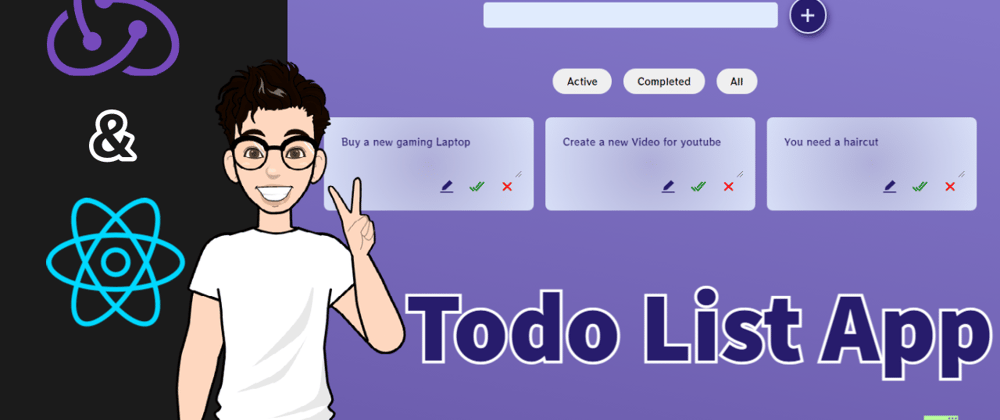 &
Active Completed All
Buy a new gaming Laptop
Create a new Video for youtube
You need a haircut
Todo List App